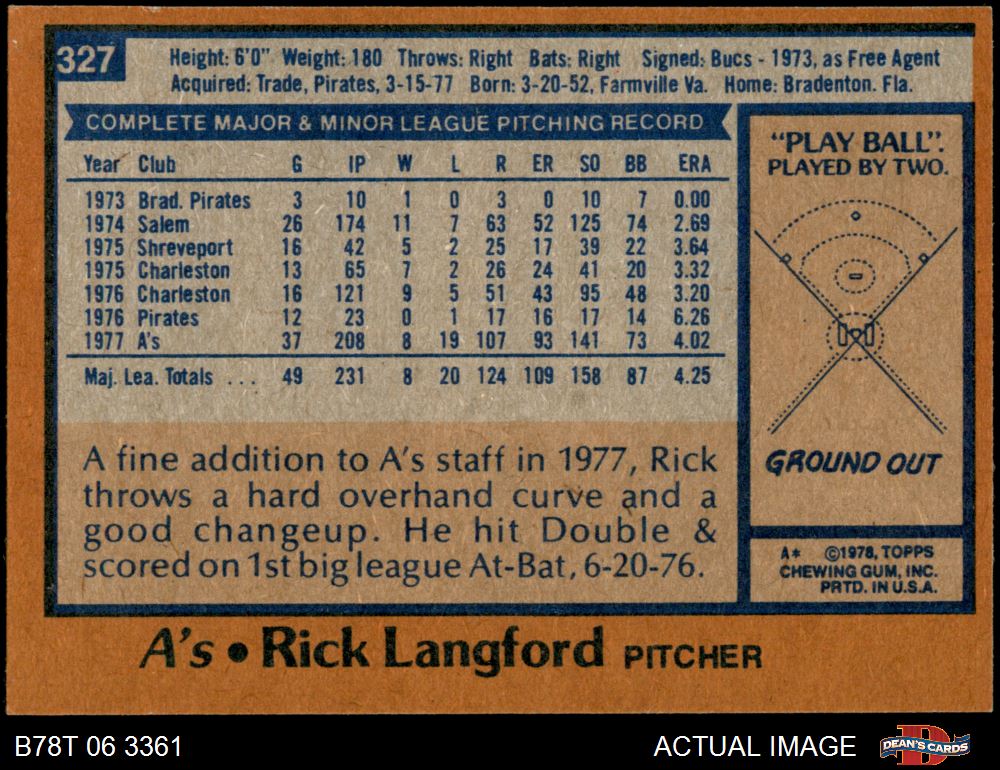 327
Height: 6'0" Weight: 180 Throws: Right Bats: Right Signed: Bucs - 1973, as Free Agent
Acquired: Trade, Pirates, 3-15-77 Born: 3-20-52, Farmville Va. Home: Bradenton. Fla.
COMPLETE MAJOR & MINOR LEAGUE PITCHING RECORD
Year Club G IP W L R ER SO BB ERA
1973 Brad. Pirates 3 10 1 0 3 0 10 7 0.00
1974 Salem 26 174 11 7 63 52 125 74 2.69
1975 Shreveport 16 42 5 2 25 17 39 22 3.64
1975 Charleston 13 65 7 2 26 24 41 20 3.32
1976 Charleston 16 121 9 5 51 43 95 48 3.20
1976 Pirates 12 23 0 1 17 16 17 14 6.26
1977 A's 37 208 8 19 107 93 141 73 4.02
Maj. Lea. Totals ... 49 231 8 20 124 109 158 87 4.25
A fine addition to A's staff in 1977, Rick
throws a hard overhand curve and a
good changeup. He hit Double &
scored on 1st big league At-Bat, 6-20-76.
"PLAY BALL".
PLAYED BY TWO.
GROUND OUT
A* ©1978, TOPPS
CHEWING GUM, INC.
PRTD. IN U.S.A.
A's • Rick Langford PITCHER
B78T 06 3361
ACTUAL IMAGE
D
DEAN'S CARDS